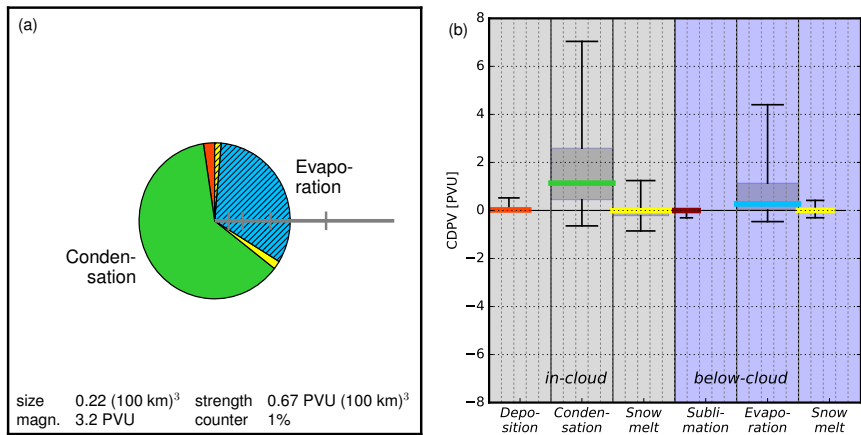 (a)
Evapo-
ration
Conden-
sation
size 0.22 (100 km)³ strength 0.67 PVU (100 km)³
magn. 3.2 PVU counter 1%
(b)
CDPV [PVU]
8
6
4
2
0
−2
−4
−6
−8
in-cloud below-cloud
Depo- Conden- Snow Subli- Evapo- Snow
sition sation melt mation ration melt